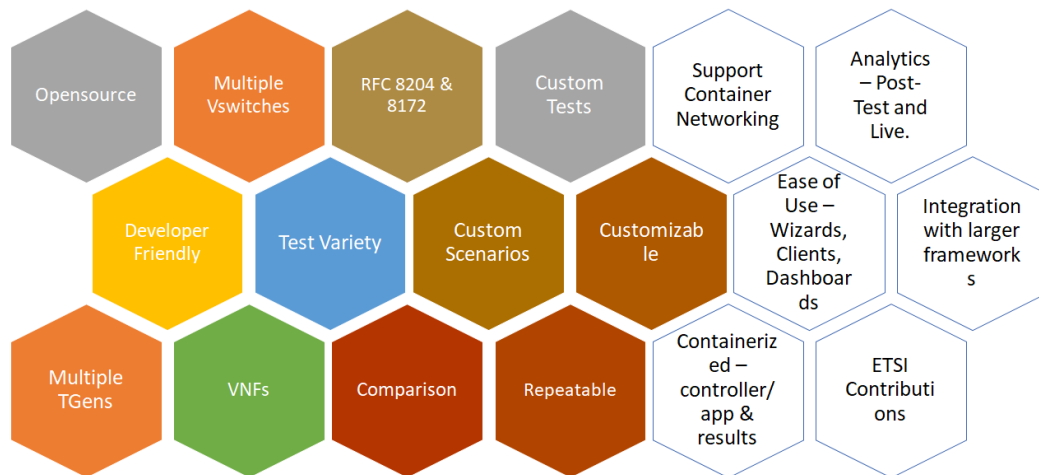 Opensource
Multiple
Vswitches
RFC 8204 &
8172
Custom
Tests
Support
Container
Networking
Analytics
– Post-
Test and
Live.
Developer
Friendly
Test Variety
Custom
Scenarios
Customizab
le
Ease of
Use –
Wizards,
Clients,
Dashboar
ds
Integration
with larger
framework
s
Multiple
TGens
VNFs
Comparison
Repeatable
Containeriz
ed –
controller/
app &
results
ETSI
Contributi
ons